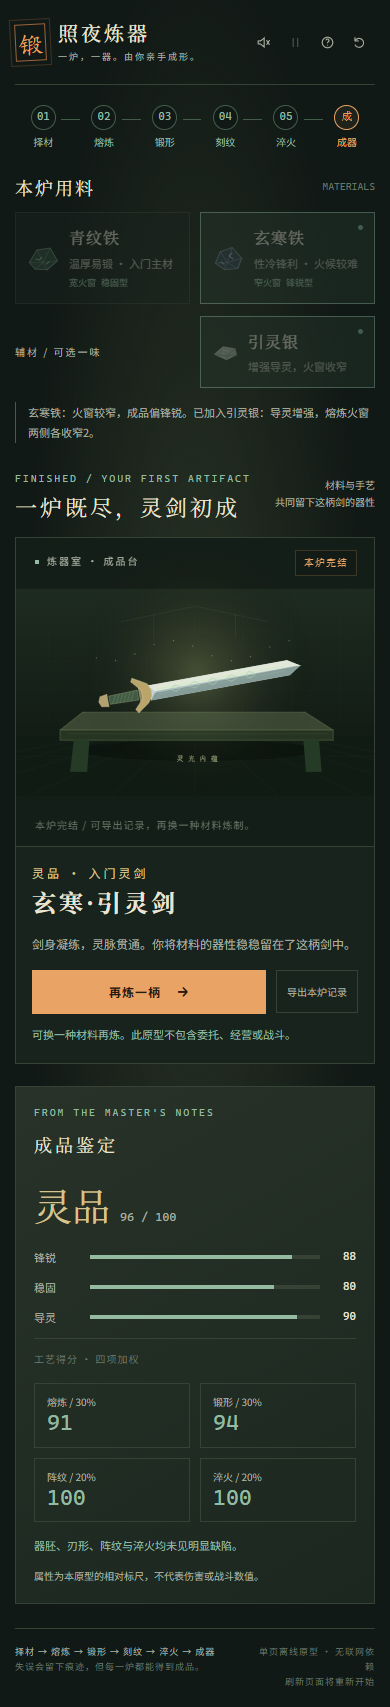 锻
照夜炼器
一炉，一器。由你亲手成形。
01 02 03 04 05 成
择材 熔炼 锻形 刻纹 淬火 成器
本炉用料
MATERIALS
青纹铁
温厚易锻 · 入门主材
宽火窗 稳固型
玄寒铁
性冷锋利 · 火候较难
窄火窗 锋锐型
辅材 / 可选一味
引灵银
增强导灵，火窗收窄
玄寒铁：火窗较窄，成品偏锋锐。已加入引灵银：导灵增强，熔炼火窗
两侧各收窄2。
FINISHED / YOUR FIRST ARTIFACT
一炉既尽，灵剑初成
材料与手艺
共同留下这柄剑的器性
炼器室 · 成品台
本炉完结
灵光内蕴
本炉完结 / 可导出记录，再换一种材料炼制。
灵品 · 入门灵剑
玄寒·引灵剑
剑身凝练，灵脉贯通。你将材料的器性稳稳留在了这柄剑中。
再炼一柄 →
导出本炉记录
可换一种材料再炼。此原型不包含委托、经营或战斗。
FROM THE MASTER'S NOTES
成品鉴定
灵品 96 / 100
锋锐 88
稳固 80
导灵 90
工艺得分 · 四项加权
熔炼 / 30%
91
锻形 / 30%
94
阵纹 / 20%
100
淬火 / 20%
100
器胚、刃形、阵纹与淬火均未见明显缺陷。
属性为本原型的相对标尺，不代表伤害或战斗数值。
择材 → 熔炼 → 锻形 → 刻纹 → 淬火 → 成器
失误会留下痕迹，但每一炉都能得到成品。
单页离线原型 · 无联网依
赖
刷新页面将重新开始